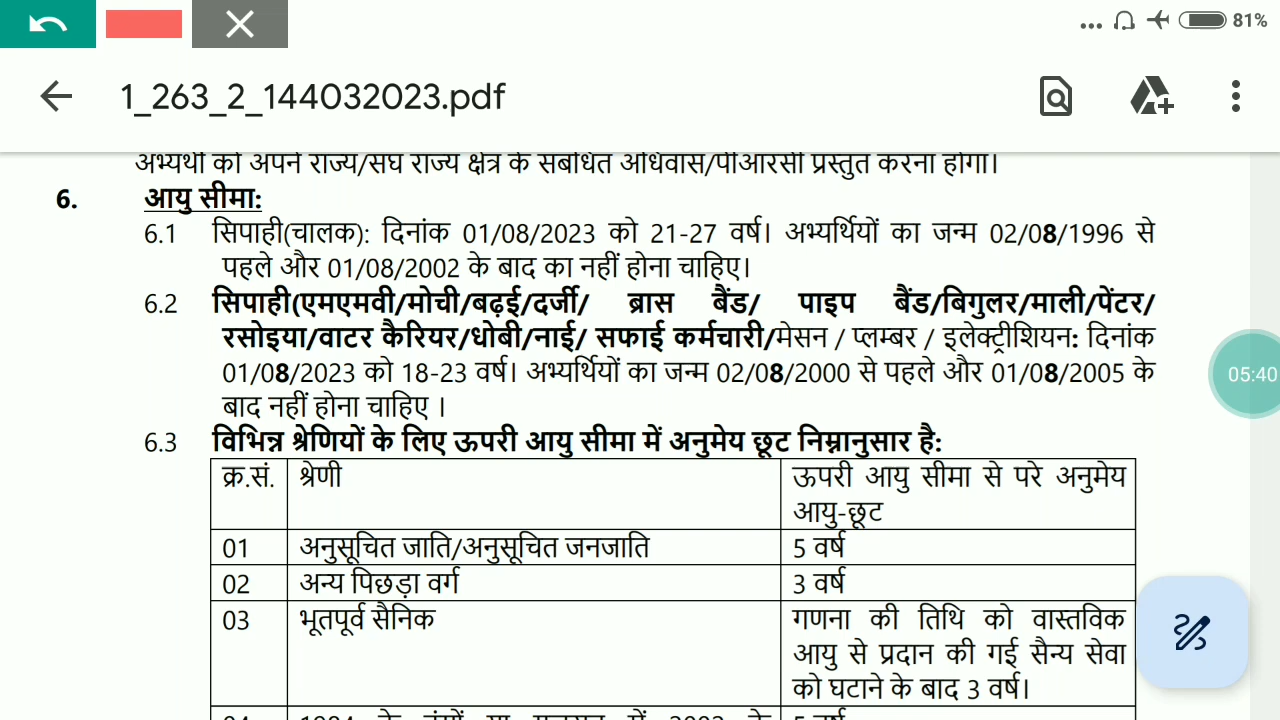 81%
1_263_2_144032023.pdf
अभ्यर्थी को अपने राज्य/संघ राज्य क्षेत्र के संबंधित अधिवास/पीआरसी प्रस्तुत करना होगा।
6. आयु सीमा:
6.1 सिपाही(चालक): दिनांक 01/08/2023 को 21-27 वर्ष। अभ्यर्थियों का जन्म 02/08/1996 से
पहले और 01/08/2002 के बाद का नहीं होना चाहिए।
6.2 सिपाही(एमएमवी/मोची/बढ़ई/दर्जी/ ब्रास बैंड/ पाइप बैंड/बिगुलर/माली/पेंटर/
रसोइया/वाटर कैरियर/धोबी/नाई/ सफाई कर्मचारी/मेसन / प्लम्बर / इलेक्ट्रीशियन: दिनांक
01/08/2023 को 18-23 वर्ष। अभ्यर्थियों का जन्म 02/08/2000 से पहले और 01/08/2005 के
बाद नहीं होना चाहिए ।
05:40
6.3 विभिन्न श्रेणियों के लिए ऊपरी आयु सीमा में अनुमेय छूट निम्नानुसार है:
क्र.सं. श्रेणी ऊपरी आयु सीमा से परे अनुमेय
आयु-छूट
01 अनुसूचित जाति/अनुसूचित जनजाति 5 वर्ष
02 अन्य पिछड़ा वर्ग 3 वर्ष
03 भूतपूर्व सैनिक गणना की तिथि को वास्तविक
आयु से प्रदान की गई सैन्य सेवा
को घटाने के बाद 3 वर्ष।